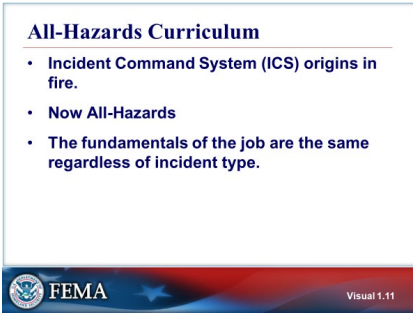 All-Hazards Curriculum
• Incident Command System (ICS) origins in
fire.
• Now All-Hazards
• The fundamentals of the job are the same
regardless of incident type.
FEMA
Visual 1.11